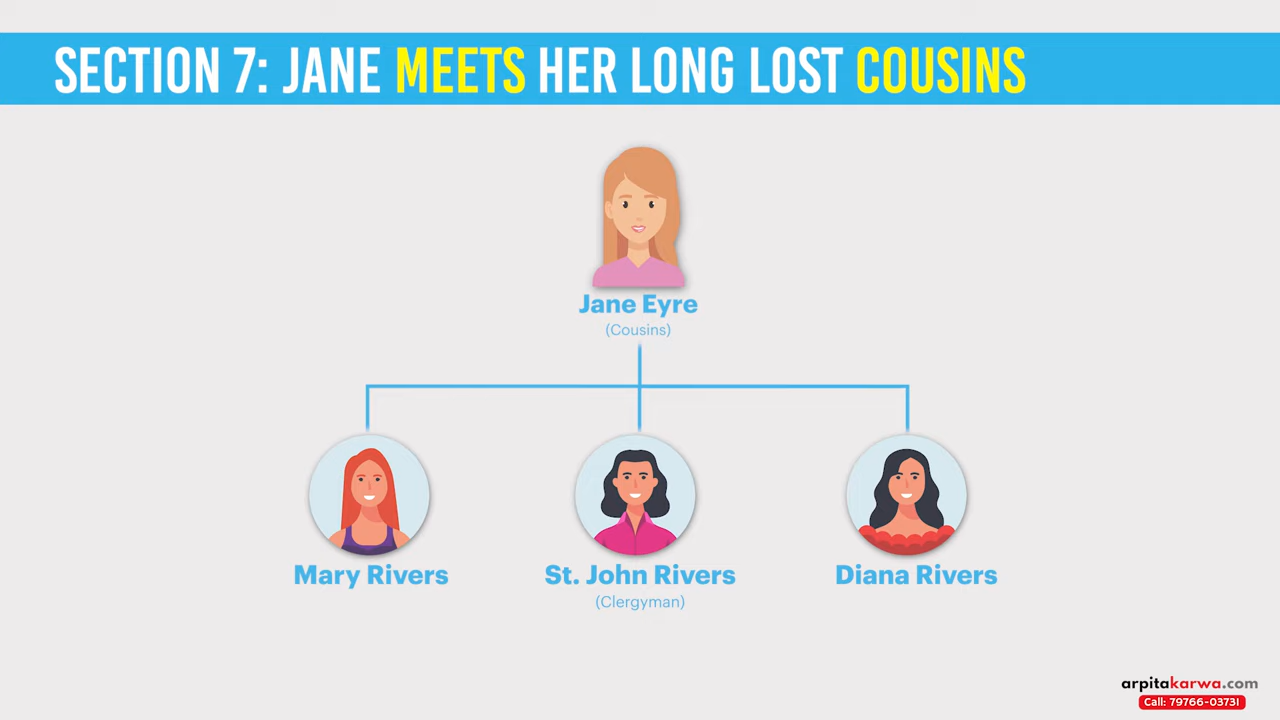 SECTION 7: JANE MEETS HER LONG LOST COUSINS
Jane Eyre
(Cousins)
Mary Rivers
St. John Rivers
(Clergyman)
Diana Rivers
arpitakarwa.com
Call: 79766-03731